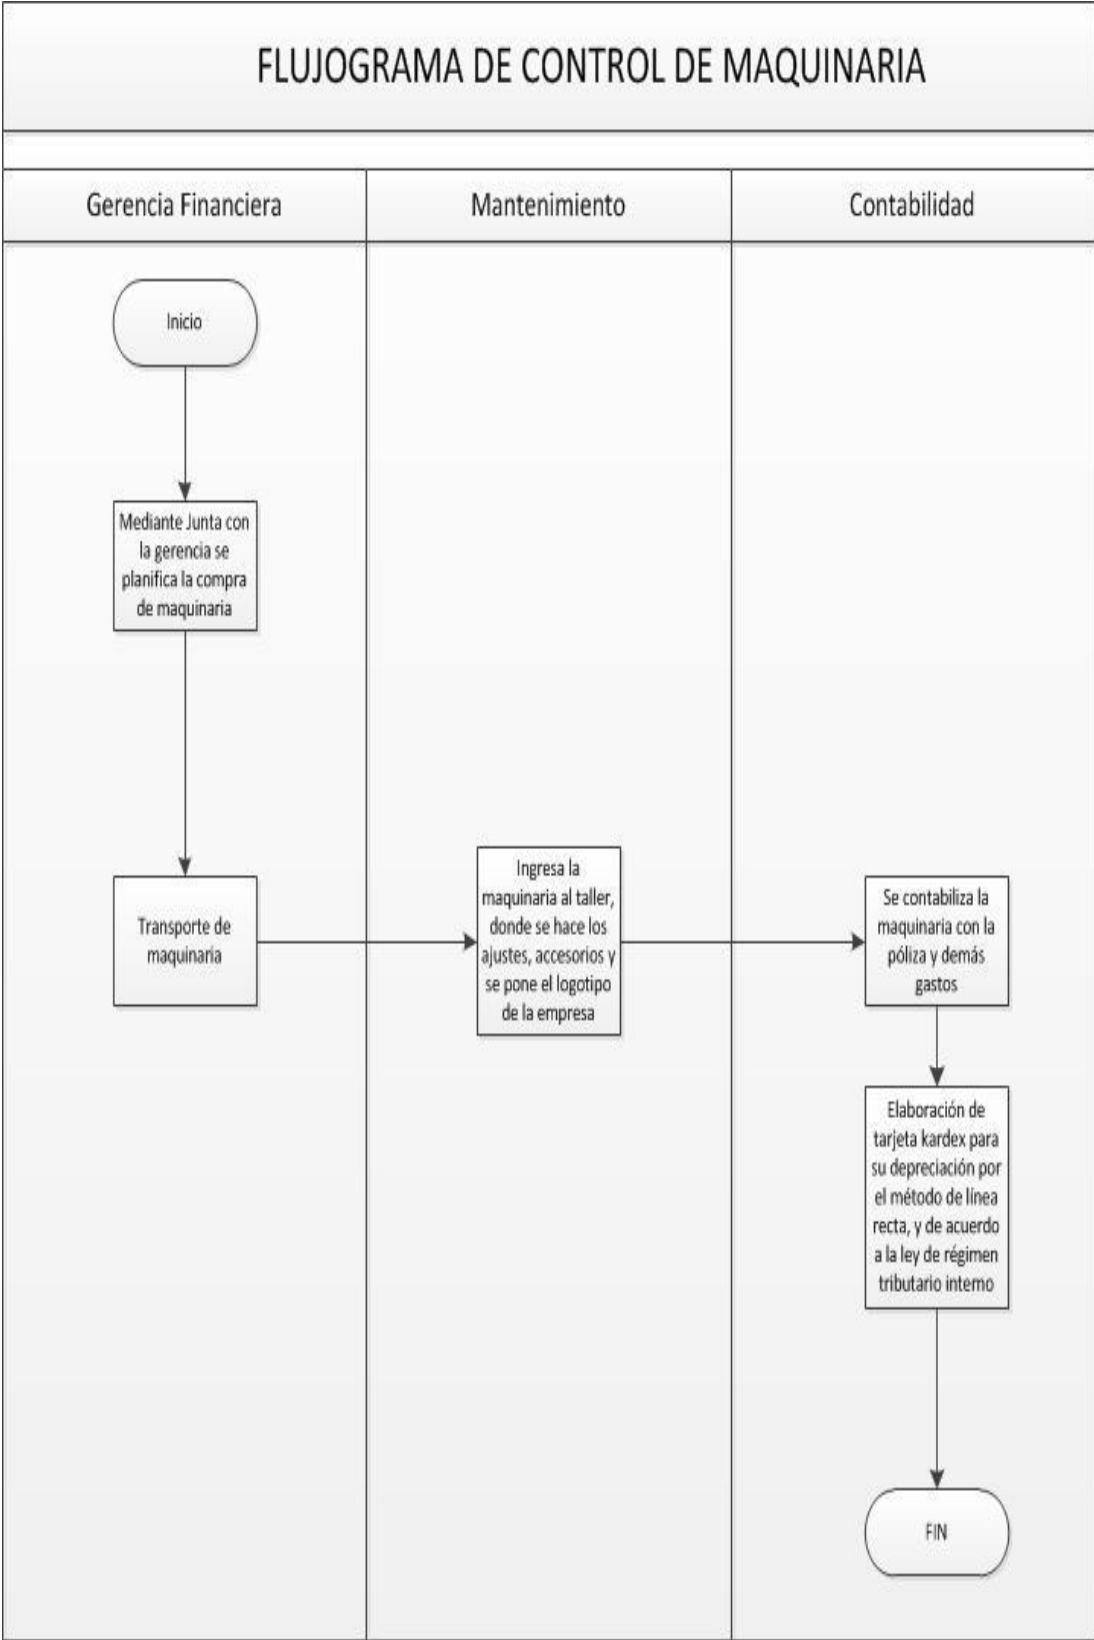 FLUJOGRAMA DE CONTROL DE MAQUINARIA
Gerencia Financiera
Mantenimiento
Contabilidad
Inicio
Mediante Junta con
la gerencia se
planifica la compra
de maquinaria
Transporte de
maquinaria
Ingresa la
maquinaria al taller,
donde se hace los
ajustes, accesorios y
se pone el logotipo
de la empresa
Se contabiliza la
maquinaria con la
póliza y demás
gastos
Elaboración de
tarjeta kardex para
su depreciación por
el método de línea
recta, y de acuerdo
a la ley de régimen
tributario interno
FIN